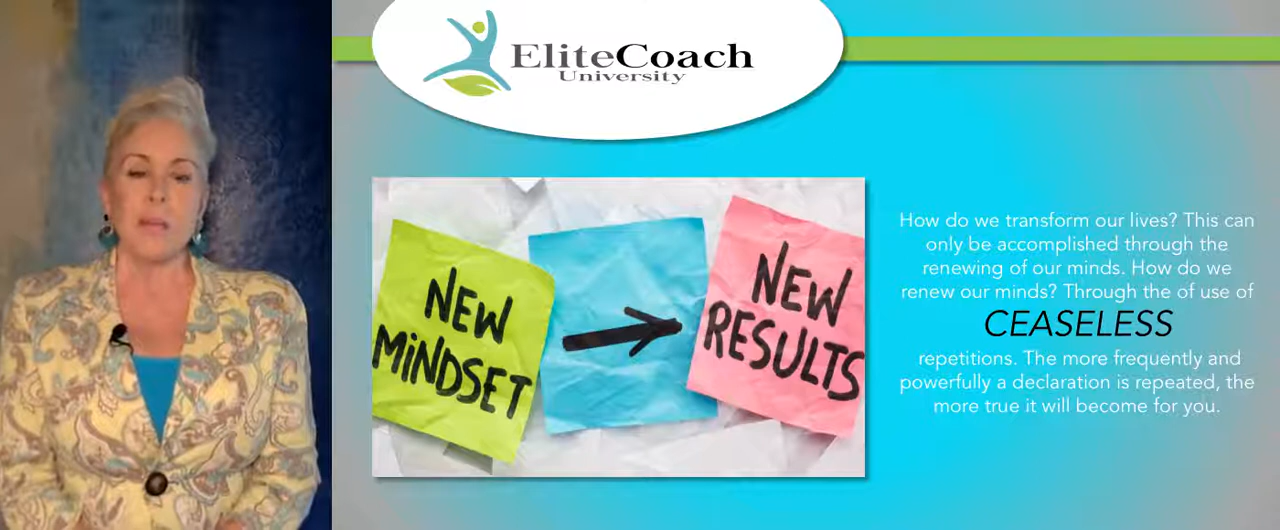 EliteCoach
University
NEW
MiNDSET
NEW
RESULTS
How do we transform our lives? This can
only be accomplished through the
renewing of our minds. How do we
renew our minds? Through the of use of
CEASELESS
repetitions. The more frequently and
powerfully a declaration is repeated, the
more true it will become for you.